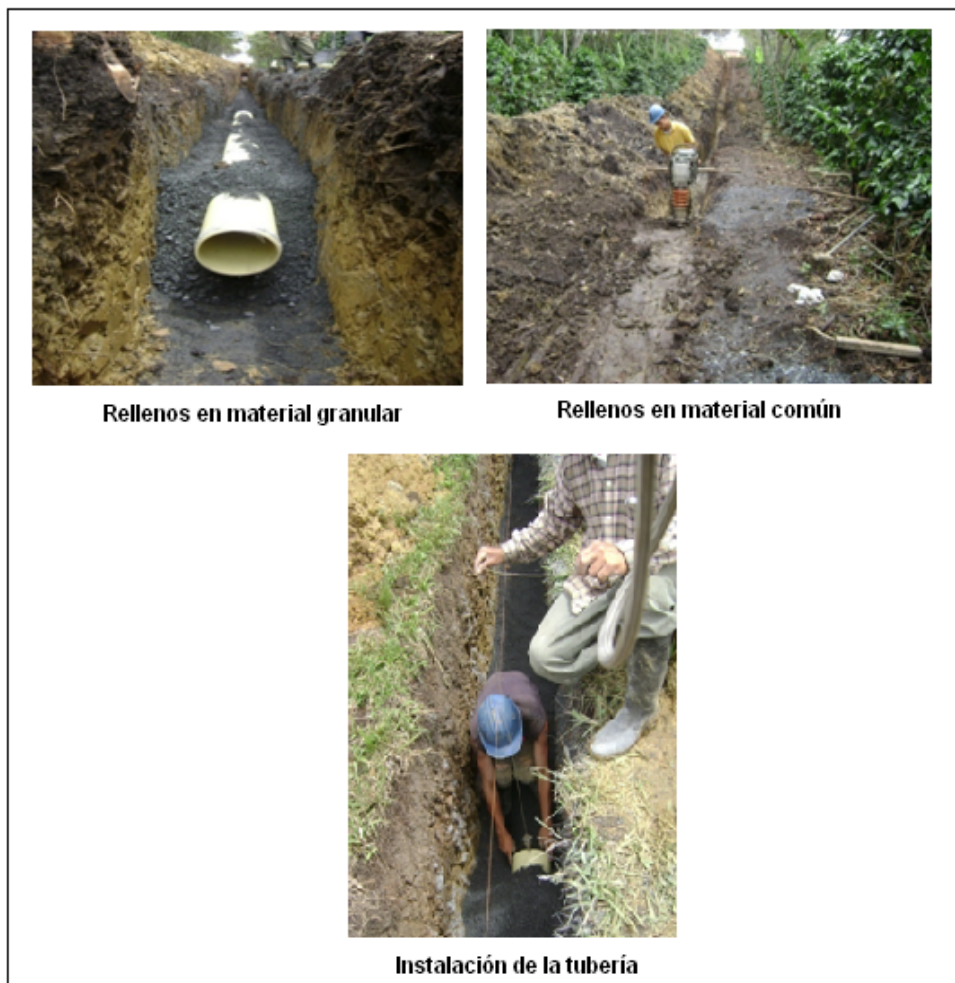 Rellenos en material granular
Rellenos en material común
Instalación de la tubería